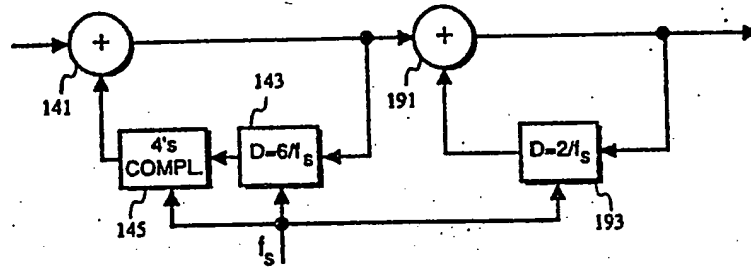 +
141
+
191
143
4's
COMPL.
145
D=6/fs
D=2/fs
193
fs